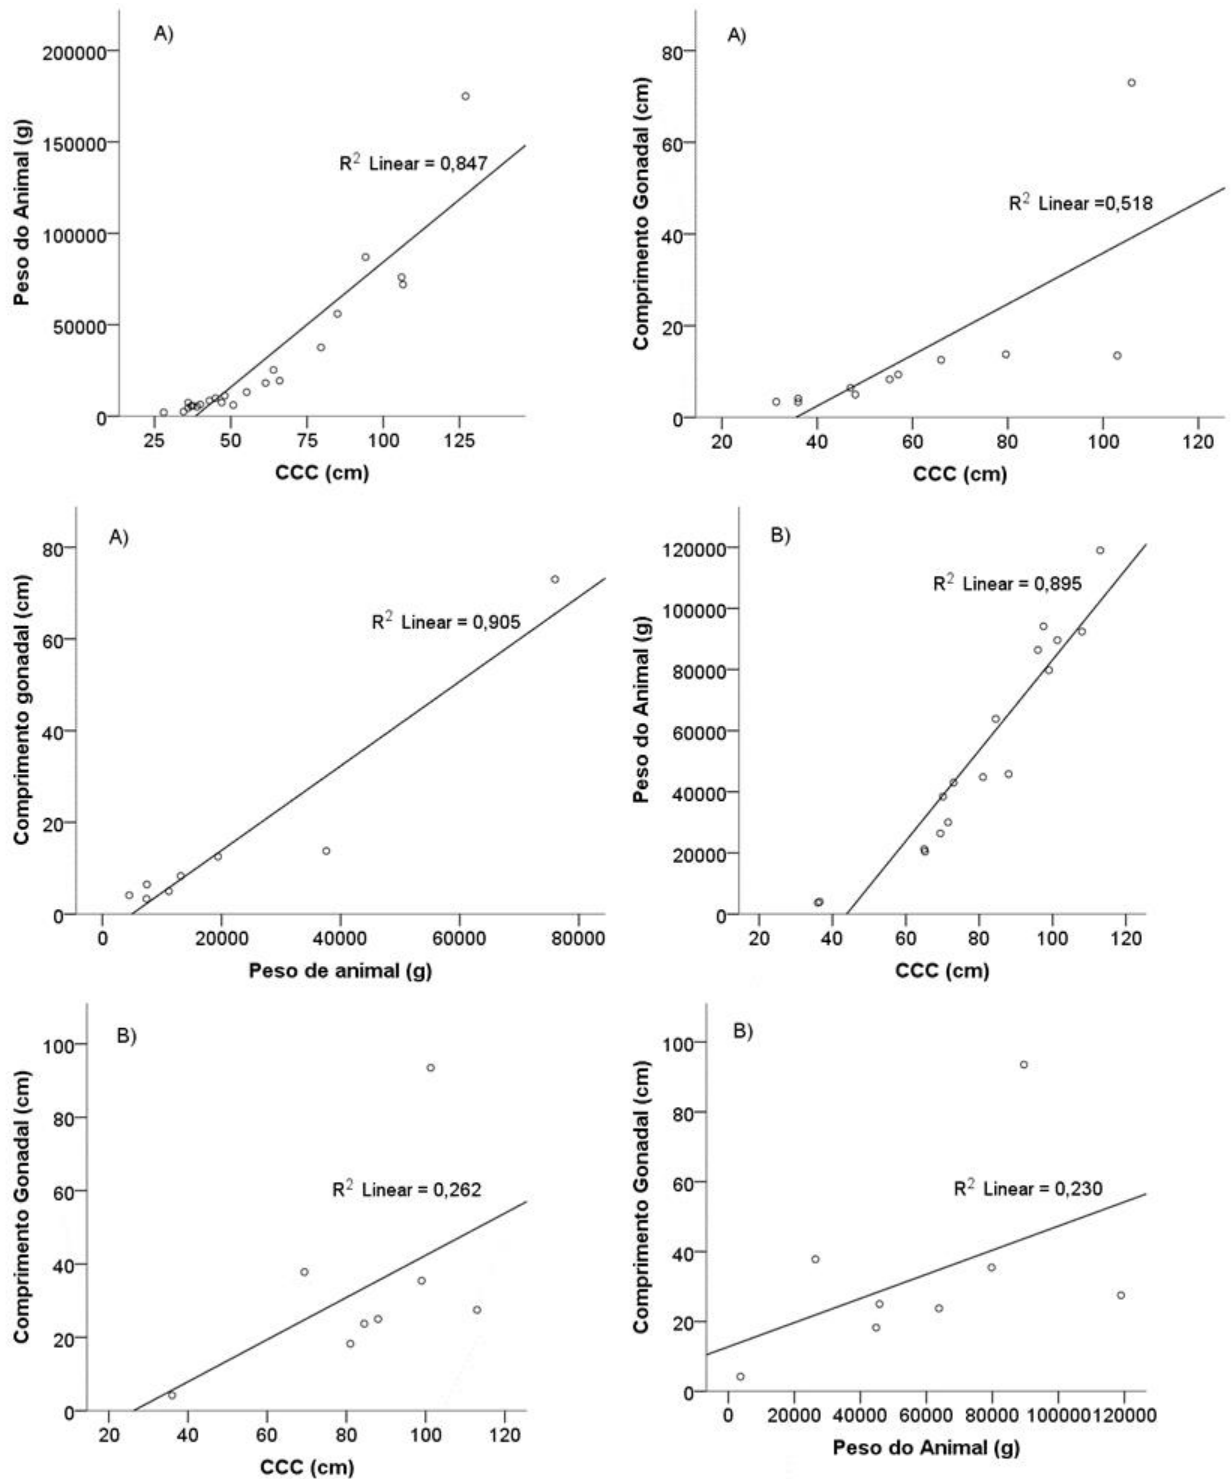 A)
Peso do Animal (g)
200000
150000
100000
50000
0
R² Linear = 0,847
25 50 75 100 125
CCC (cm)
A)
Comprimento Gonadal (cm)
80
60
40
20
0
R² Linear =0,518
20 40 60 80 100 120
CCC (cm)
A)
Comprimento gonadal (cm)
80
60
40
20
0
R² Linear = 0,905
0 20000 40000 60000 80000
Peso de animal (g)
B)
Peso do Animal (g)
120000
100000
80000
60000
40000
20000
0
R² Linear = 0,895
20 40 60 80 100 120
CCC (cm)
B)
Comprimento Gonadal (cm)
100
80
60
40
20
0
R² Linear = 0,262
20 40 60 80 100 120
CCC (cm)
B)
Comprimento Gonadal (cm)
100
80
60
40
20
0
R² Linear = 0,230
0 20000 40000 60000 80000 100000 120000
Peso do Animal (g)